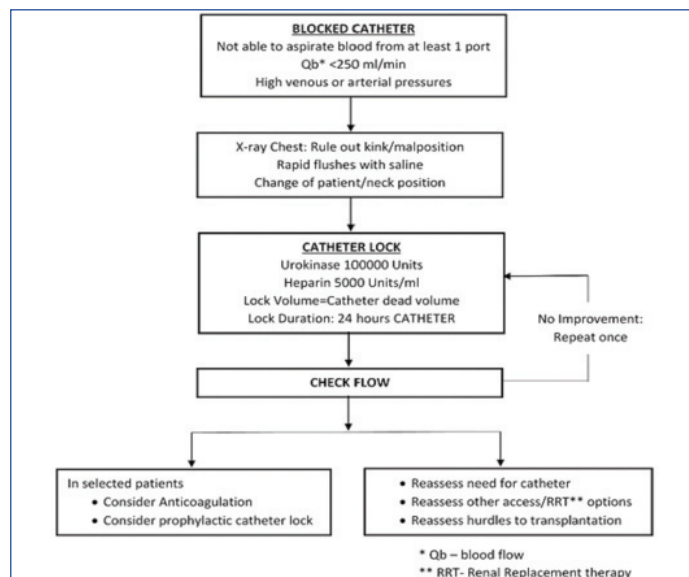 BLOCKED CATHETER
Not able to aspirate blood from at least 1 port
Qb* <250 ml/min
High venous or arterial pressures
X-ray Chest: Rule out kink/malposition
Rapid flushes with saline
Change of patient/neck position
CATHETER LOCK
Urokinase 100000 Units
Heparin 5000 Units/ml
Lock Volume=Catheter dead volume
Lock Duration: 24 hours CATHETER
No Improvement:
Repeat once
CHECK FLOW
In selected patients
• Consider Anticoagulation
• Consider prophylactic catheter lock
• Reassess need for catheter
• Reassess other access/RRT** options
• Reassess hurdles to transplantation
* Qb – blood flow
** RRT- Renal Replacement therapy